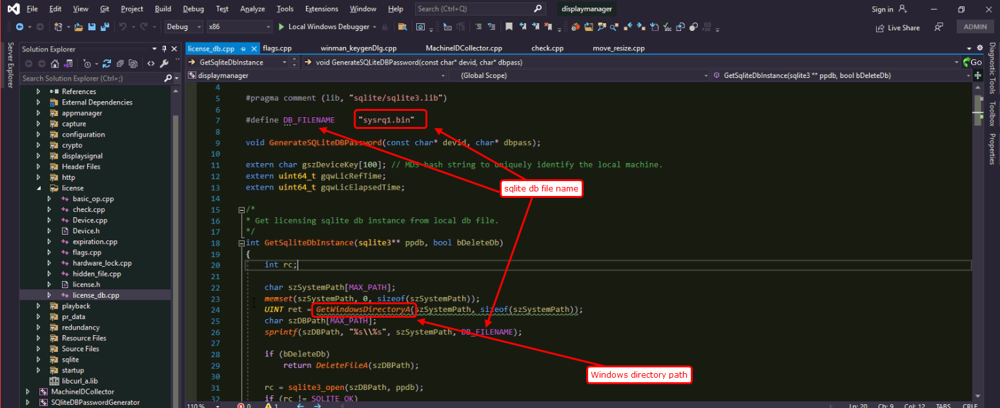 File Edit View Git Project Build Debug Test Analyze Tools Extensions Window Help Search (Ctrl+Q) displaymanager Sign in
Debug x86 Local Windows Debugger Live Share ADMIN
Server Explorer
Solution Explorer
Search Solution Explorer (Ctrl+;)
References
External Dependencies
appmanager
capture
configuration
crypto
displaysignal
Header Files
http
license
basic_op.cpp
check.cpp
Device.cpp
Device.h
expiration.cpp
flags.cpp
hardware_lock.cpp
hidden_file.cpp
license.h
license_db.cpp
playback
pr_data
redundancy
Resource Files
Source Files
sqlite
startup
libcurl_a.lib
MachineIDCollector
SQliteDBPasswordGenerator
license_db.cpp flags.cpp winman_keygenDlg.cpp MachineIDCollector.cpp check.cpp move_resize.cpp
GetSqliteDbInstance void GenerateSQLiteDBPassword(const char* devid, char* dbpass) Go
displaymanager (Global Scope) GetSqliteDbInstance(sqlite3 ** ppdb, bool bDeleteDb)
4
5 #pragma comment (lib, "sqlite/sqlite3.lib")
6
7 #define DB_FILENAME "sysrq1.bin"
8
9 void GenerateSQLiteDBPassword(const char* devid, char* dbpass);
10
11 extern char gszDeviceKey[100]; // MD5 hash string to uniquely identify the local machine.
12 extern uint64_t gqwLicRefTime;
13 extern uint64_t gqwLicElapsedTime;
14
15 /*
16 * Get licensing sqlite db instance from local db file.
17 */
18 int GetSqliteDbInstance(sqlite3** ppdb, bool bDeleteDb)
19 {
20 int rc;
21
22 char szSystemPath[MAX_PATH];
23 memset(szSystemPath, 0, sizeof(szSystemPath));
24 UINT ret = GetWindowsDirectoryA(szSystemPath, sizeof(szSystemPath));
25 char szDBPath[MAX_PATH];
26 sprintf(szDBPath, "%s\\%s", szSystemPath, DB_FILENAME);
27
28 if (bDeleteDb)
29 return DeleteFileA(szDBPath);
30
31 rc = sqlite3_open(szDBPath, ppdb);
32 if (rc != SQLITE_OK)
sqlite db file name
Windows directory path
110 % 0 1 Ln: 20 Ch: 9 Col: 12 TABS CRLF
Diagnostic Tools
Toolbox
Properties